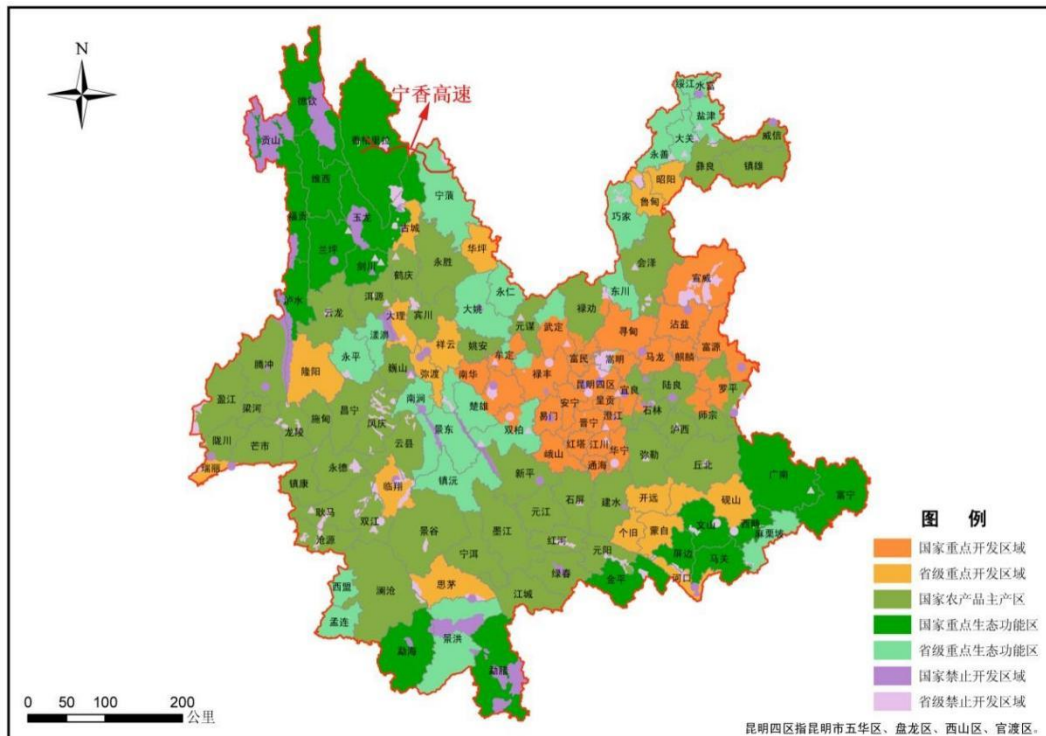 N
宁香高速
德钦
贡山
香格里拉
维西
福贡
玉龙
兰坪
剑川
宁蒗
古城
华坪
永胜
鹤庆
泸水
云龙
洱源
大理
宾川
漾濞
永平
祥云
巍山
弥渡
南涧
绥江
水富
盐津
大关
永善
威信
彝良
镇雄
昭阳
鲁甸
巧家
会泽
宣威
东川
禄劝
寻甸
沾益
富源
马龙
麒麟
罗平
陆良
师宗
永仁
大姚
元谋
武定
姚安
牟定
南华
禄丰
富民
嵩明
昆明四区
呈贡
宜良
石林
安宁
晋宁
澄江
易门
楚雄
双柏
峨山
红塔
江川
华宁
通海
泸西
弥勒
丘北
腾冲
隆阳
盈江
梁河
陇川
芒市
瑞丽
龙陵
施甸
昌宁
凤庆
云县
永德
镇康
临翔
耿马
双江
沧源
景东
镇沅
新平
元江
石屏
建水
开远
砚山
个旧
蒙自
广南
富宁
文山
西畴
麻栗坡
马关
屏边
河口
金平
元阳
红河
绿春
墨江
景谷
宁洱
思茅
江城
澜沧
西盟
孟连
勐海
景洪
勐腊
图 例
国家重点开发区域
省级重点开发区域
国家农产品主产区
国家重点生态功能区
省级重点生态功能区
国家禁止开发区域
省级禁止开发区域
0 50 100 200
公里
昆明四区指昆明市五华区、盘龙区、西山区、官渡区。